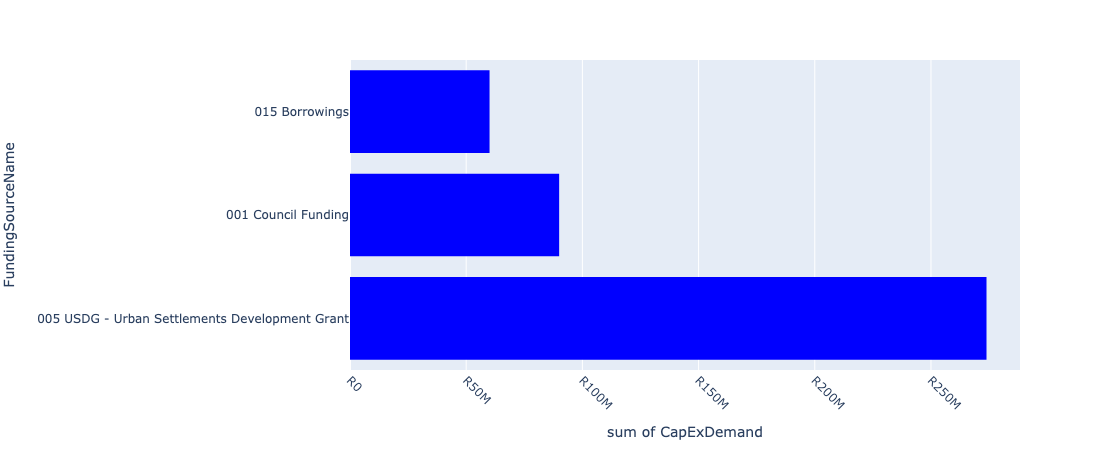 015 Borrowings
001 Council Funding
005 USDG - Urban Settlements Development Grant
FundingSourceName
R0
R50M
R100M
R150M
R200M
R250M
sum of CapExDemand